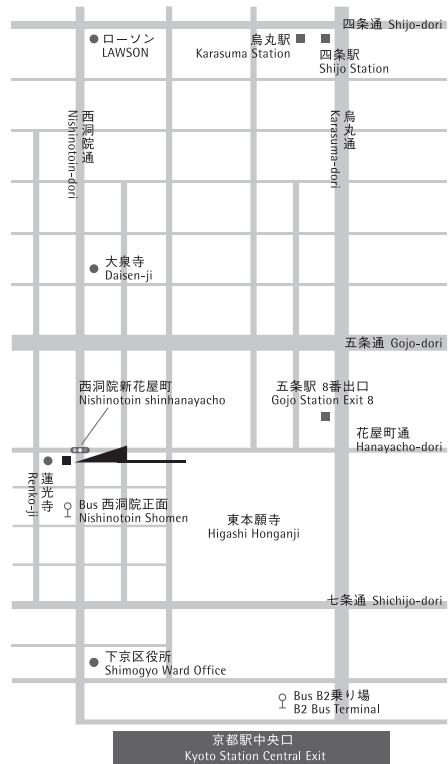 四条通 Shijo-dori
ローソン
LAWSON
烏丸駅
Karasuma Station
四条駅
Shijo Station
西洞院通
Nishinotoin-dori
烏丸通
Karasuma-dori
大泉寺
Daisen-ji
五条通 Gojo-dori
西洞院新花屋町
Nishinotoin shinhanayacho
五条駅 8番出口
Gojo Station Exit 8
花屋町通
Hanayacho-dori
蓮光寺
Renko-ji
Bus 西洞院正面
Nishinotoin Shomen
東本願寺
Higashi Honganji
七条通 Shichijo-dori
下京区役所
Shimogyo Ward Office
Bus B2乗り場
B2 Bus Terminal
京都駅中央口
Kyoto Station Central Exit